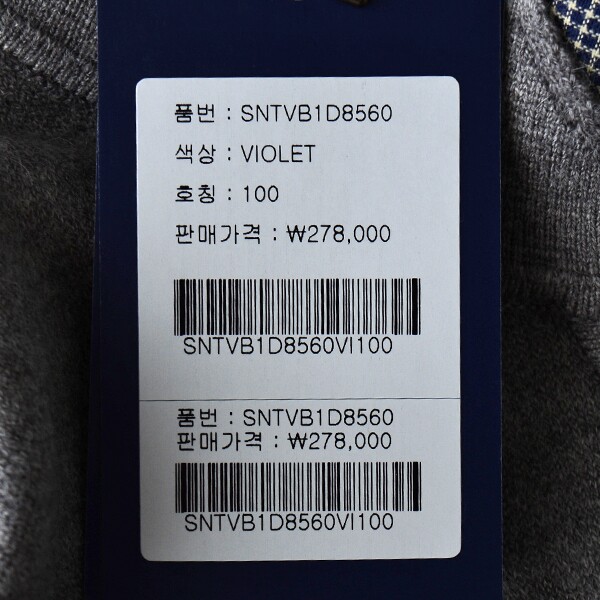 품번 : SNTVB1D8560
색상 : VIOLET
호칭 : 100
판매가격 : ₩278,000
SNTVB1D8560VI100
품번 : SNTVB1D8560
판매가격 : ₩278,000
SNTVB1D8560VI100